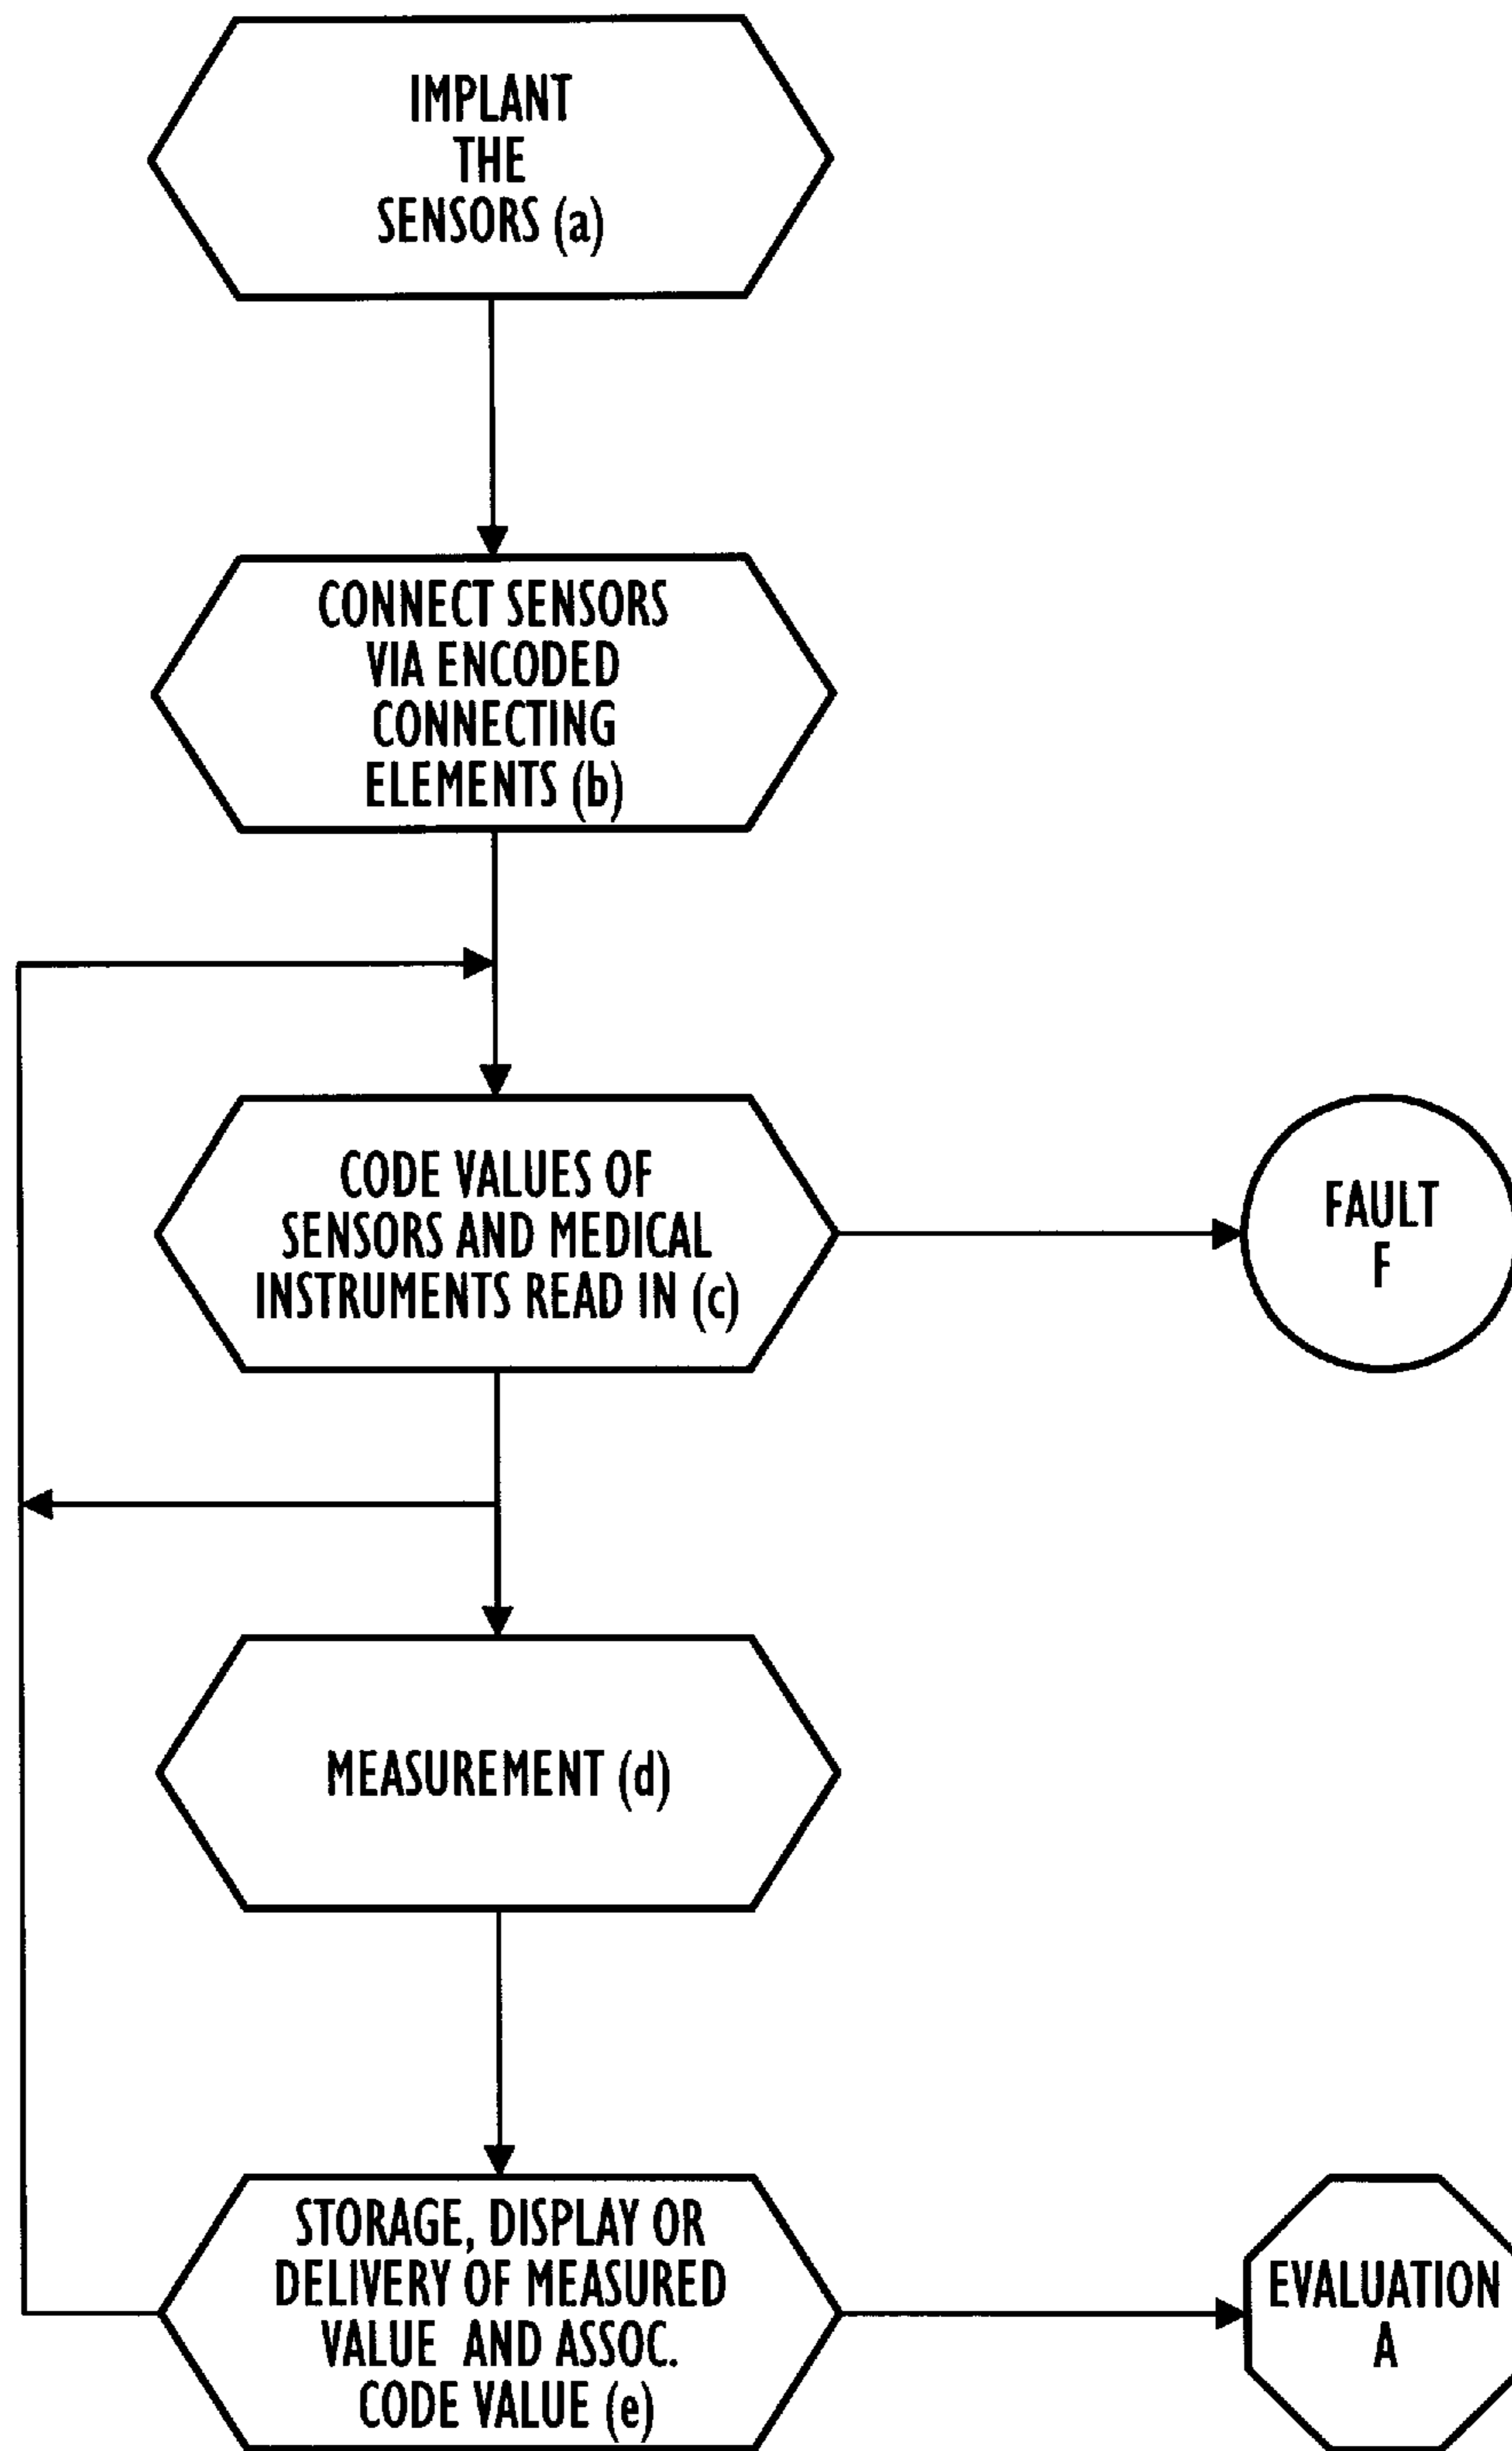 IMPLANT
THE
SENSORS (a)
CONNECT SENSORS
VIA ENCODED
CONNECTING
ELEMENTS (b)
CODE VALUES OF
SENSORS AND MEDICAL
INSTRUMENTS READ IN (c)
FAULT
F
MEASUREMENT (d)
STORAGE, DISPLAY OR
DELIVERY OF MEASURED
VALUE AND ASSOC.
CODE VALUE (e)
EVALUATION
A